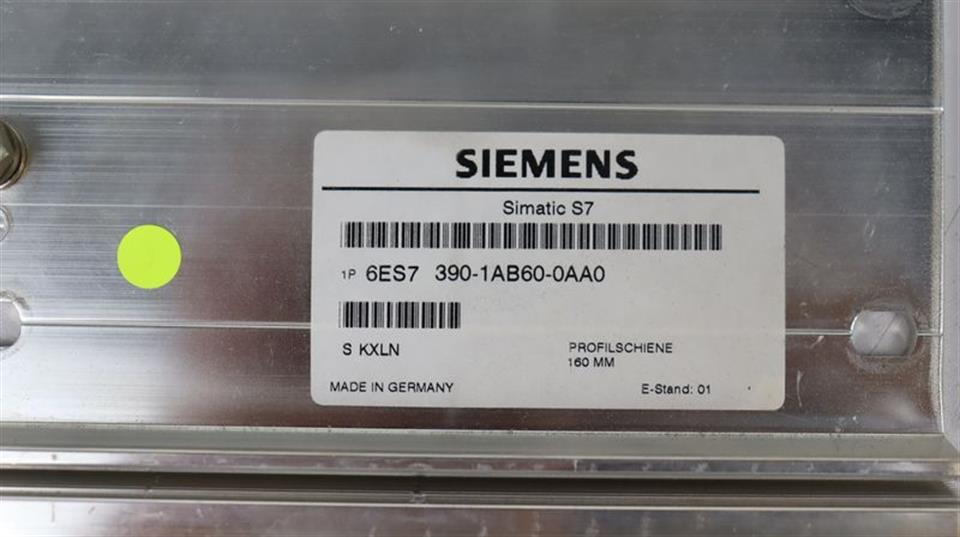 SIEMENS
Simatic S7
1P 6ES7 390-1AB60-0AA0
S KXLN
PROFILSCHIENE
160 MM
MADE IN GERMANY
E-Stand: 01